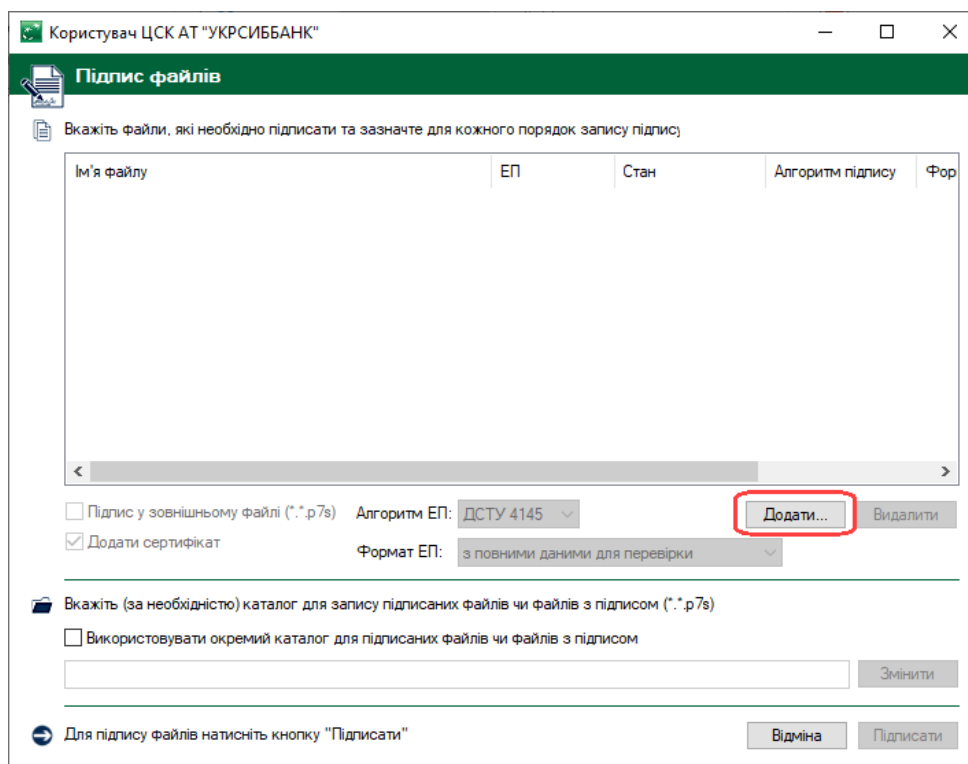 Користувач ЦСК АТ "УКРСИББАНК"
Підпис файлів
Вкажіть файли, які необхідно підписати та зазначте для кожного порядок запису підпису
Ім'я файлу ЕП Стан Алгоритм підпису Фор
Підпис у зовнішньому файлі (*.*.p7s) Алгоритм ЕП: ДСТУ 4145 Додати... Видалити
Додати сертифікат
Формат ЕП: з повними даними для перевірки
Вкажіть (за необхідністю) каталог для запису підписаних файлів чи файлів з підписом (*.*.p7s)
Використовувати окремий каталог для підписаних файлів чи файлів з підписом
Змінити
Для підпису файлів натисніть кнопку "Підписати" Відміна Підписати